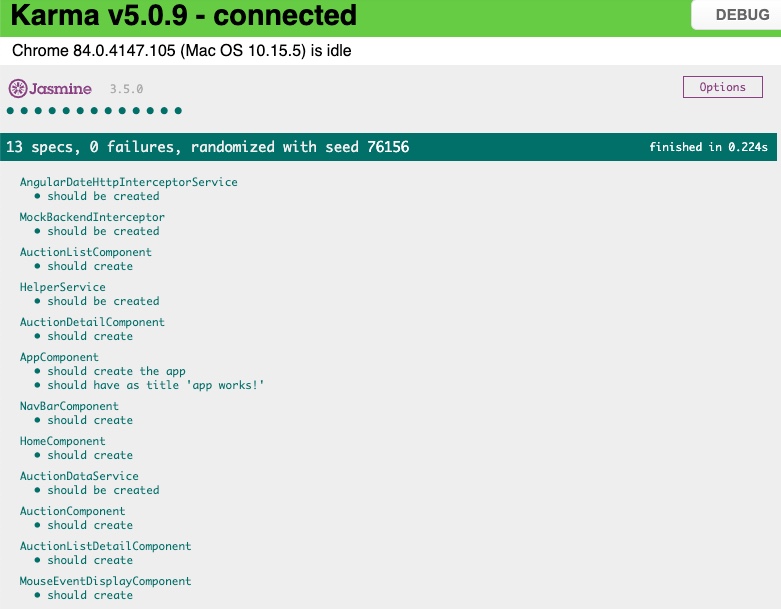 Karma v5.0.9 - connected
DEBUG
Chrome 84.0.4147.105 (Mac OS 10.15.5) is idle
Jasmine 3.5.0
Options
13 specs, 0 failures, randomized with seed 76156
finished in 0.224s
AngularDateHttpInterceptorService
• should be created
MockBackendInterceptor
• should be created
AuctionListComponent
• should create
HelperService
• should be created
AuctionDetailComponent
• should create
AppComponent
• should create the app
• should have as title 'app works!'
NavBarComponent
• should create
HomeComponent
• should create
AuctionDataService
• should be created
AuctionComponent
• should create
AuctionListDetailComponent
• should create
MouseEventDisplayComponent
• should create